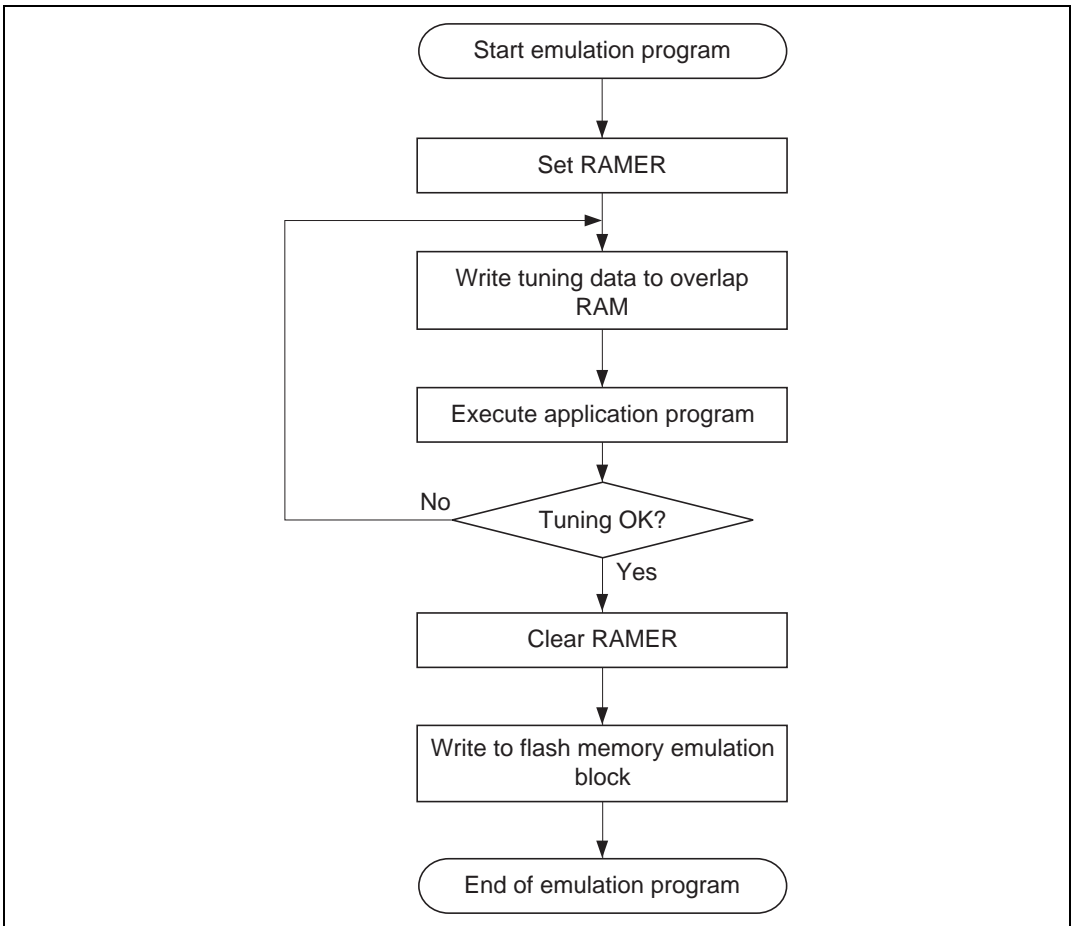 Start emulation program
Set RAMER
Write tuning data to overlap
RAM
Execute application program
No
Tuning OK?
Yes
Clear RAMER
Write to flash memory emulation
block
End of emulation program